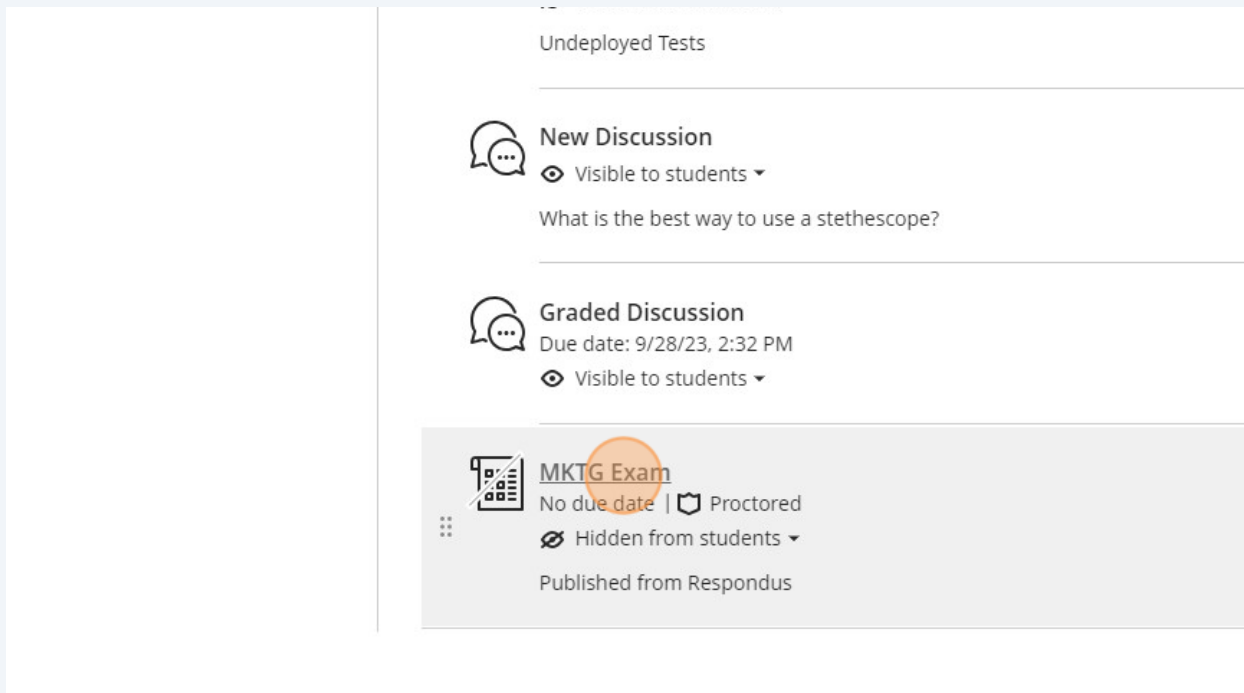 Undeployed Tests
New Discussion
Visible to students
What is the best way to use a stethescope?
Graded Discussion
Due date: 9/28/23, 2:32 PM
Visible to students
MKTG Exam
No due date | Proctored
Hidden from students
Published from Respondus